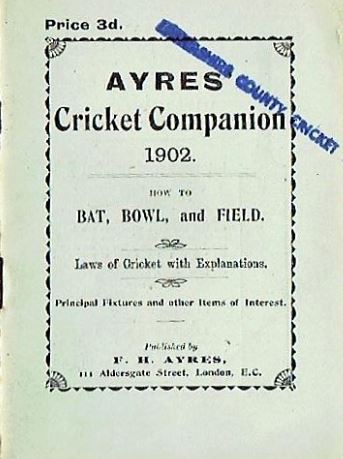 Price 3d.
COUNTY CRICKET
AYRES
Cricket Companion
1902.
HOW TO
BAT, BOWL, and FIELD.
Laws of Cricket with Explanations.
Principal Fixtures and other Items of Interest.
Published by
F. H. AYRES,
111 Aldersgate Street, London, E.C.